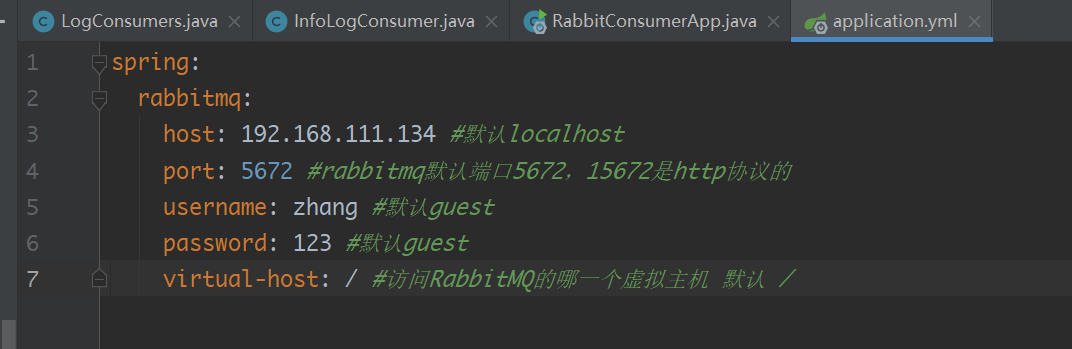 LogConsumers.java InfoLogConsumer.java RabbitConsumerApp.java application.yml
1 spring:
2 rabbitmq:
3 host: 192.168.111.134 #默认localhost
4 port: 5672 #rabbitmq默认端口5672，15672是http协议的
5 username: zhang #默认guest
6 password: 123 #默认guest
7 virtual-host: / #访问RabbitMQ的哪一个虚拟主机 默认 /